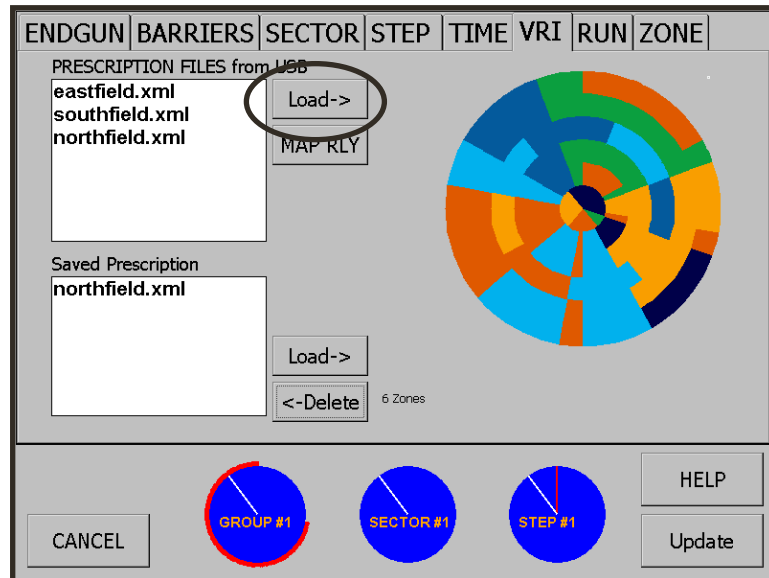 ENDGUN BARRIERS SECTOR STEP TIME VRI RUN ZONE
PRESCRIPTION FILES from USB
eastfield.xml
southfield.xml
northfield.xml
Load->
MAP RLY
Saved Prescription
northfield.xml
Load->
<-Delete
6 Zones
GROUP #1
SECTOR #1
STEP #1
HELP
CANCEL
Update